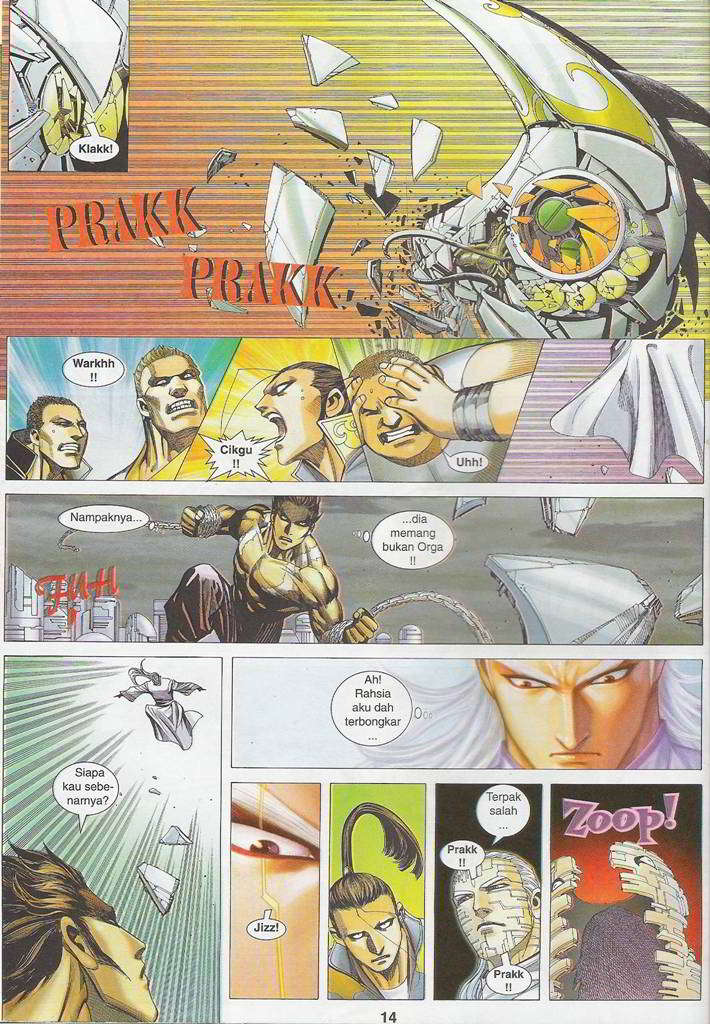 Klakk!
PRAKK
PRAKK
Warkhh
!!
Cikgu
!!
Uhh!
Nampaknya...
...dia
memang
bukan Orga
!!
FUH
!
Siapa
kau sebe-
narnya?
Ah!
Rahsia
aku dah
terbongkar
...
Jizz!
Terpak
salah
...
Prakk
!!
Prakk
!!
Zoop!
14